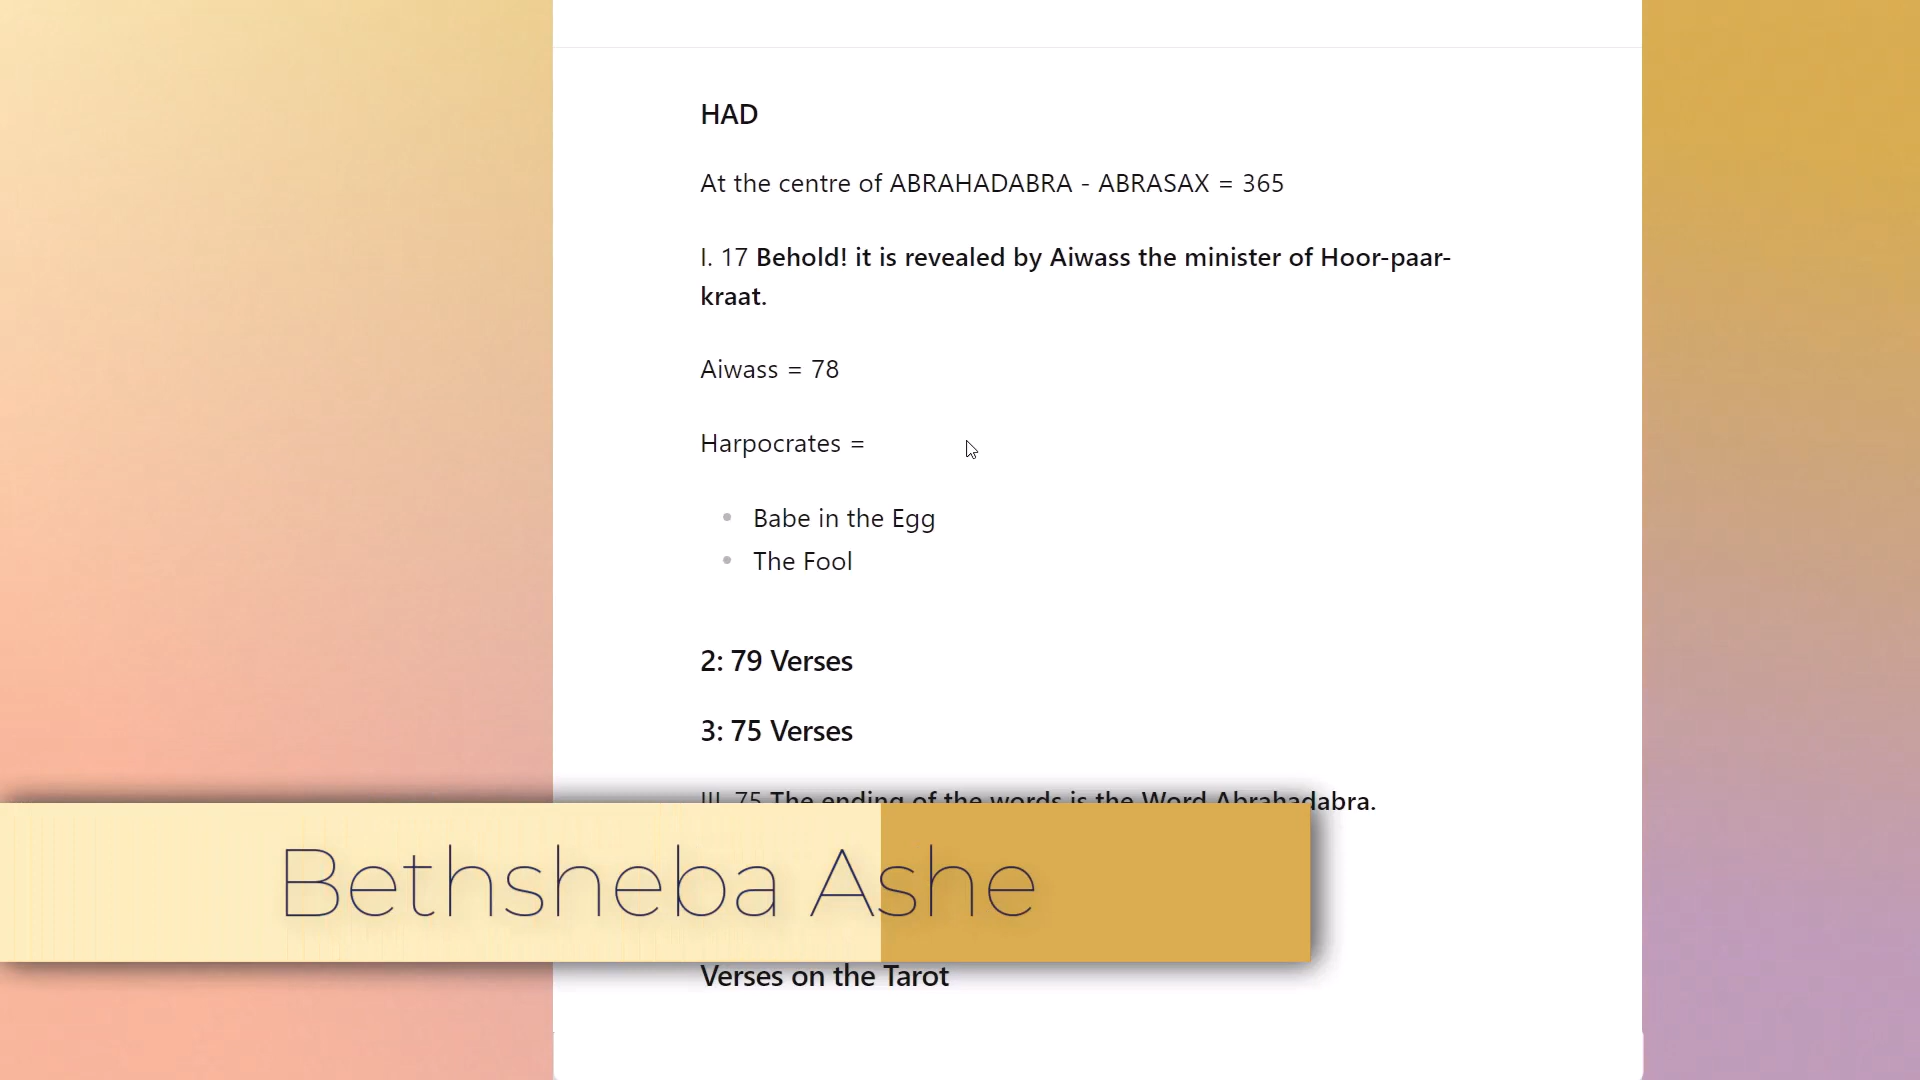 HAD
At the centre of ABRAHADABRA - ABRASAX = 365
I. 17 Behold! it is revealed by Aiwass the minister of Hoor-paar-
kraat.
Aiwass = 78
Harpocrates =
• Babe in the Egg
• The Fool
2: 79 Verses
3: 75 Verses
III. 75 The ending of the words is the Word Abrahadabra.
Bethsheba Ashe
Verses on the Tarot